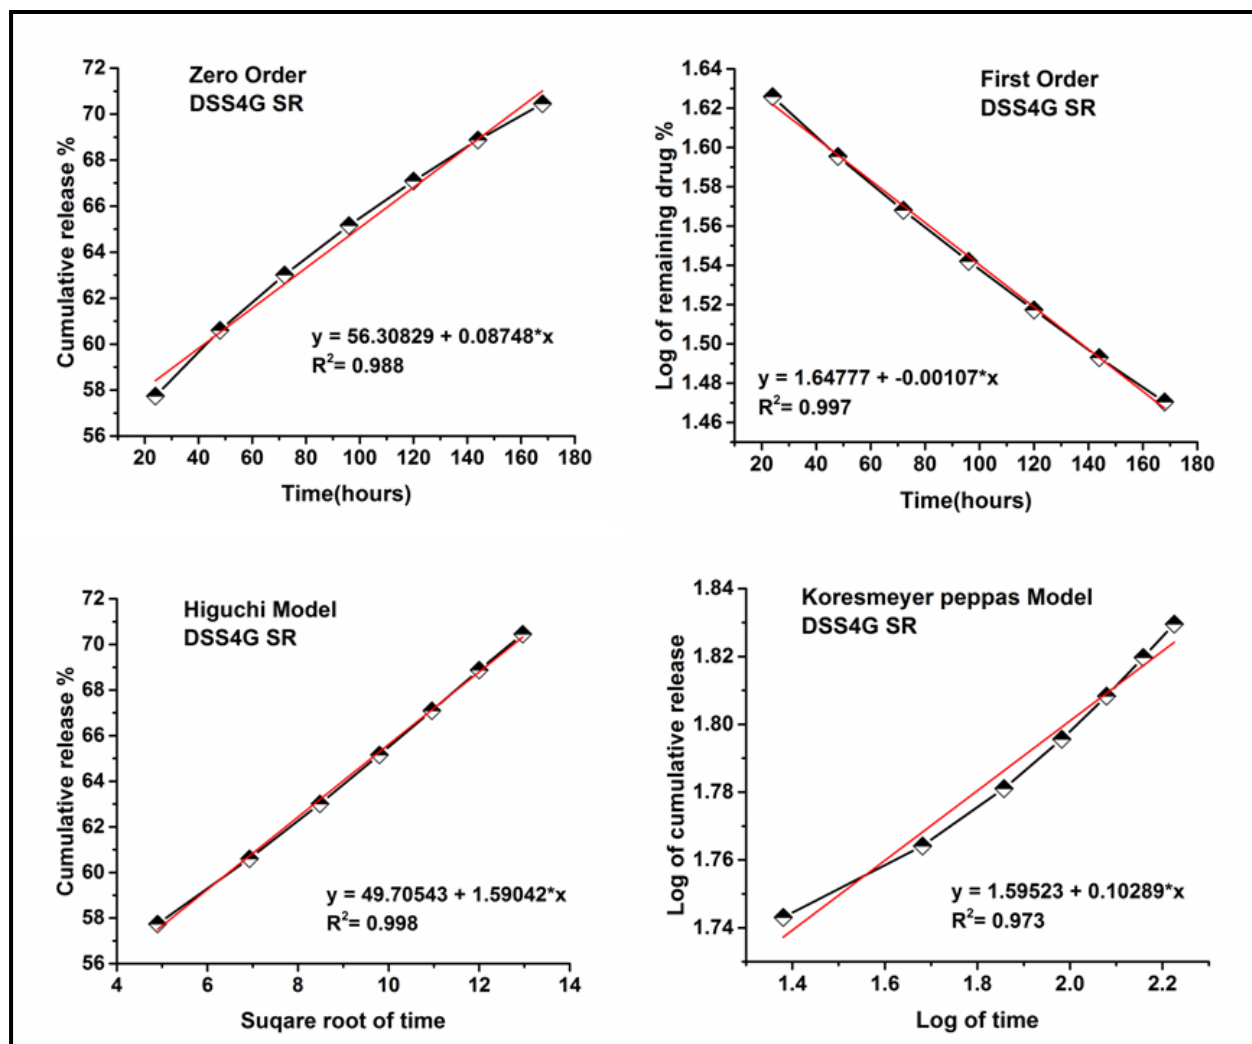 Zero Order
DSS4G SR
Cumulative release %
72
70
68
66
64
62
60
58
56
y = 56.30829 + 0.08748*x
R²= 0.988
20 40 60 80 100 120 140 160 180
Time(hours)
First Order
DSS4G SR
Log of remaining drug %
1.64
1.62
1.60
1.58
1.56
1.54
1.52
1.50
1.48
1.46
y = 1.64777 + -0.00107*x
R²= 0.997
20 40 60 80 100 120 140 160 180
Time(hours)
Higuchi Model
DSS4G SR
Cumulative release %
72
70
68
66
64
62
60
58
56
y = 49.70543 + 1.59042*x
R²= 0.998
4 6 8 10 12 14
Suqare root of time
Koresmeyer peppas Model
DSS4G SR
Log of cumulative release
1.84
1.82
1.80
1.78
1.76
1.74
y = 1.59523 + 0.10289*x
R²= 0.973
1.4 1.6 1.8 2.0 2.2
Log of time